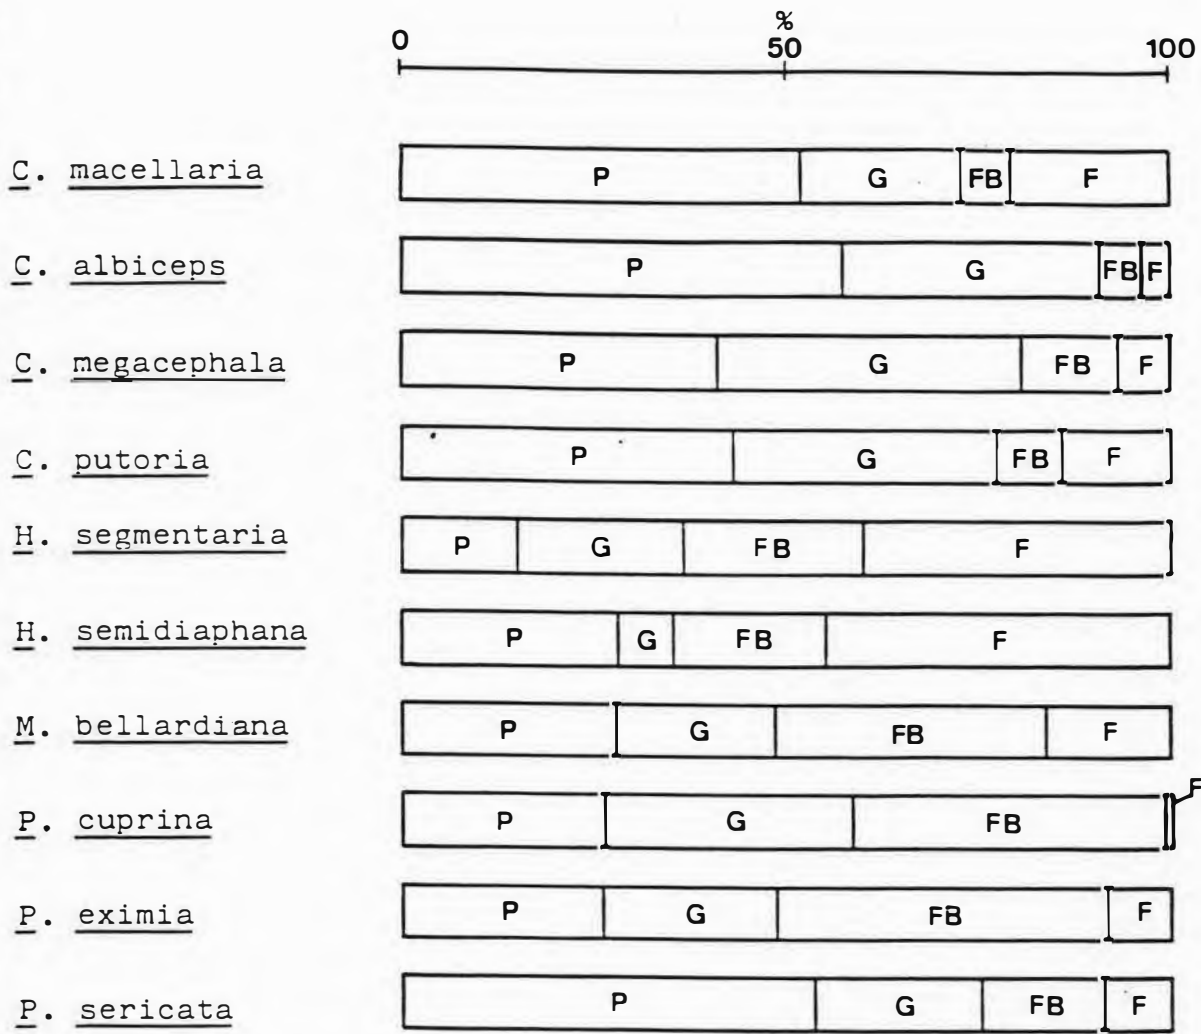 %
0 50 100
C. macellaria P G FB F
C. albiceps P G FB F
C. megacephala P G FB F
C. putoria P G FB F
H. segmentaria P G FB F
H. semidiaphana P G FB F
M. bellardiana P G FB F
F
P. cuprina P G FB
P. eximia P G FB F
P. sericata P G FB F